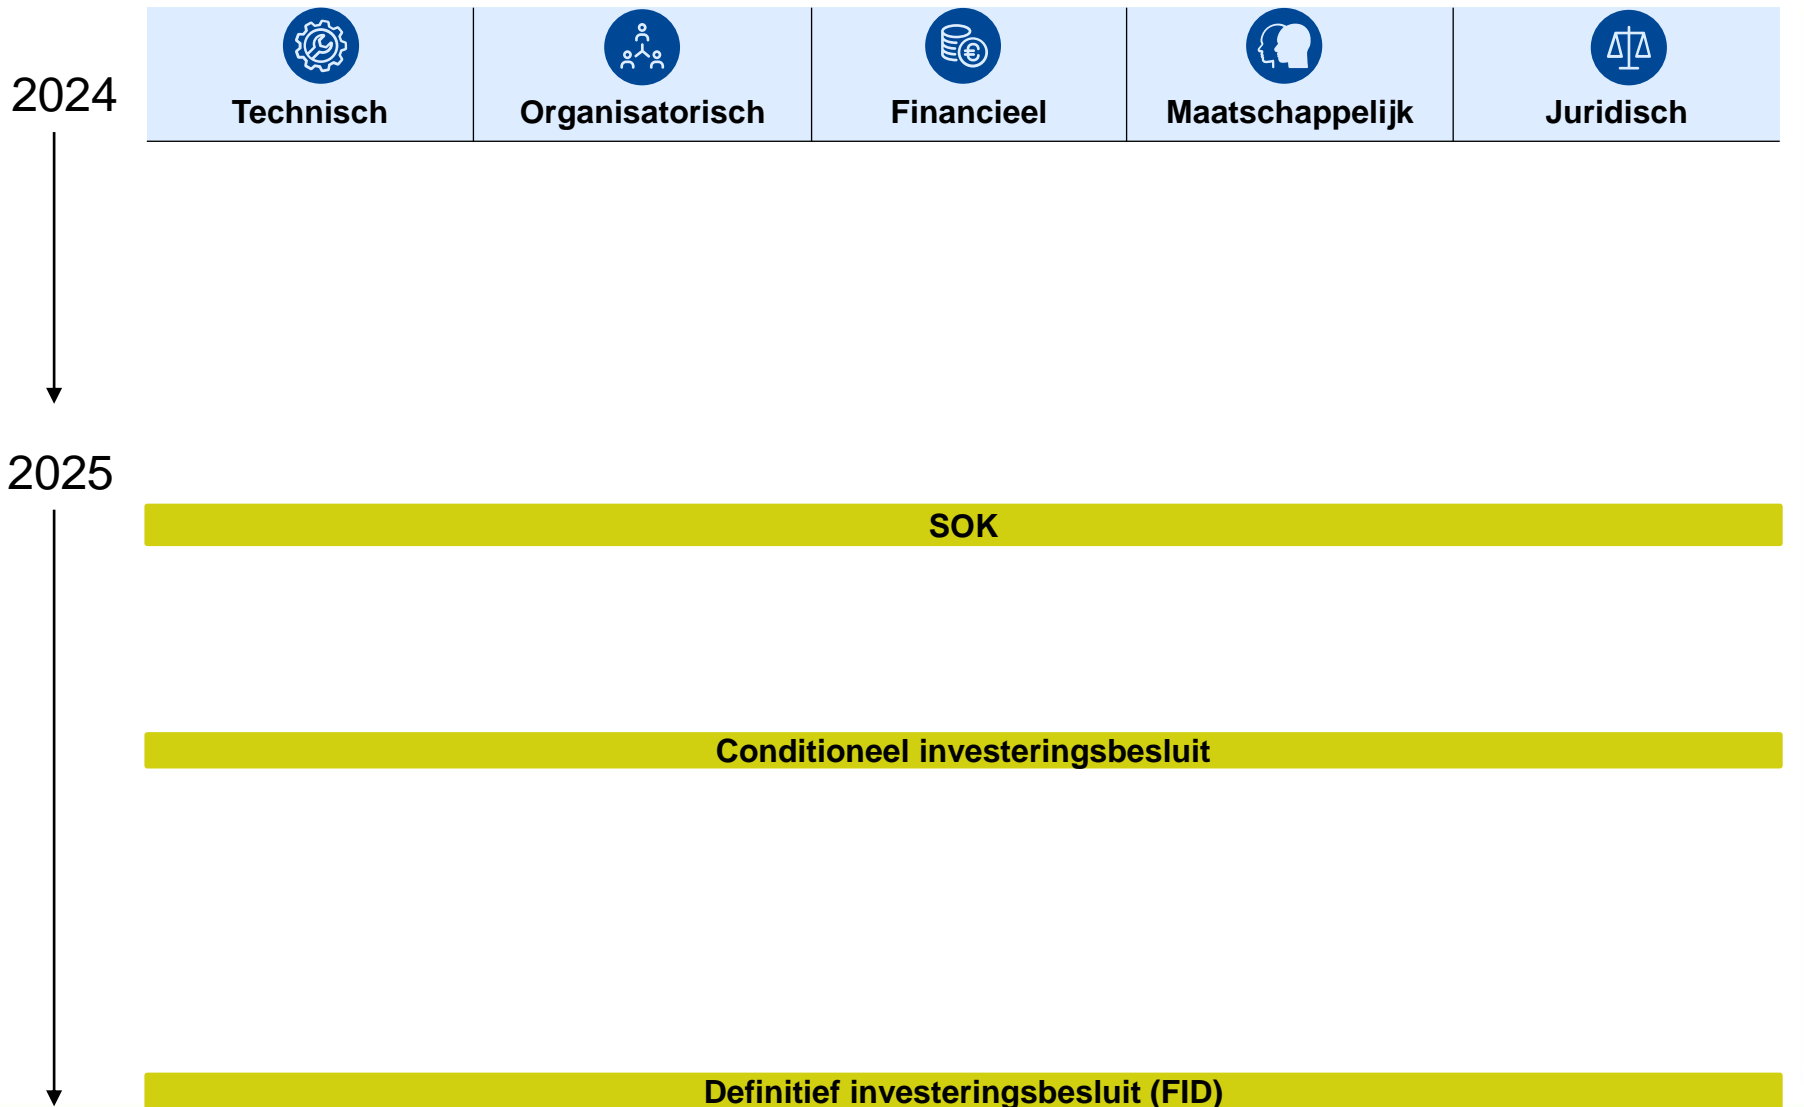 2024
Technisch
Organisatorisch
Financieel
Maatschappelijk
Juridisch
2025
SOK
Conditioneel investeringsbesluit
Definitief investeringsbesluit (FID)